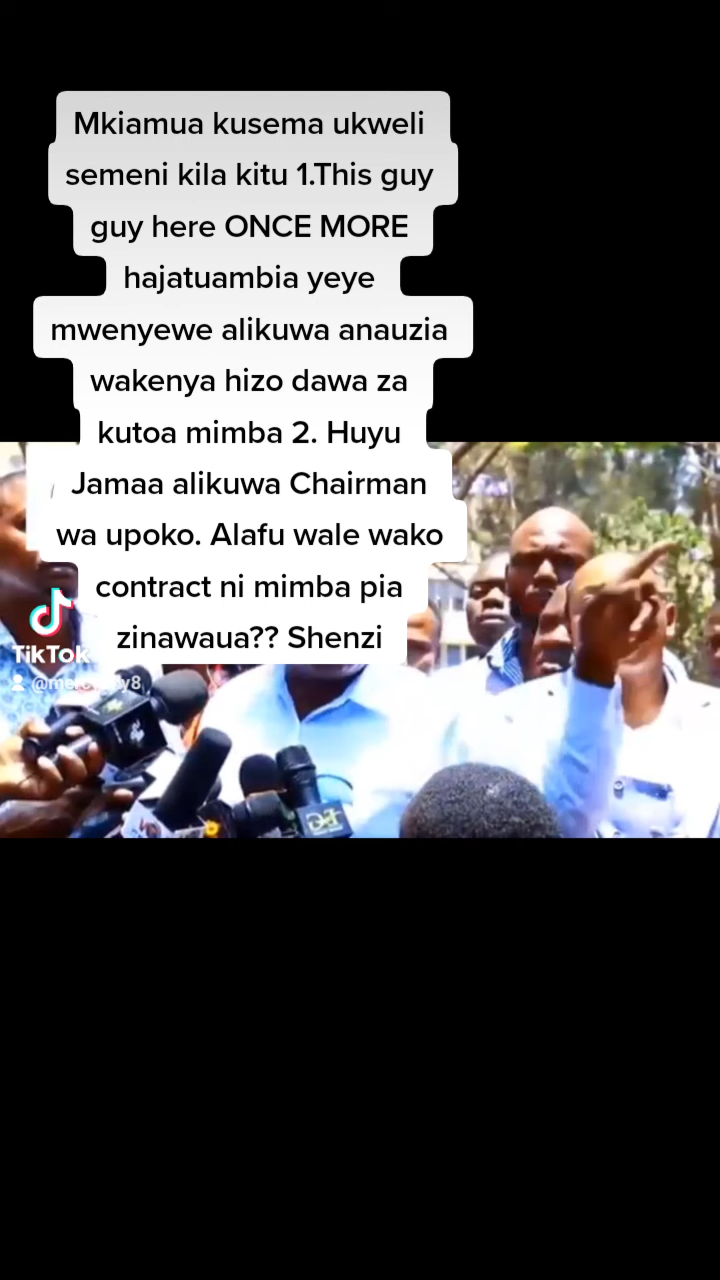 Mkiamua kusema ukweli
semeni kila kitu 1.This guy
guy here ONCE MORE
hajatuambia yeye
mwenyewe alikuwa anauzia
wakenya hizo dawa za
kutoa mimba 2. Huyu
Jamaa alikuwa Chairman
wa upoko. Alafu wale wako
contract ni mimba pia
zinawaua?? Shenzi
TikTok